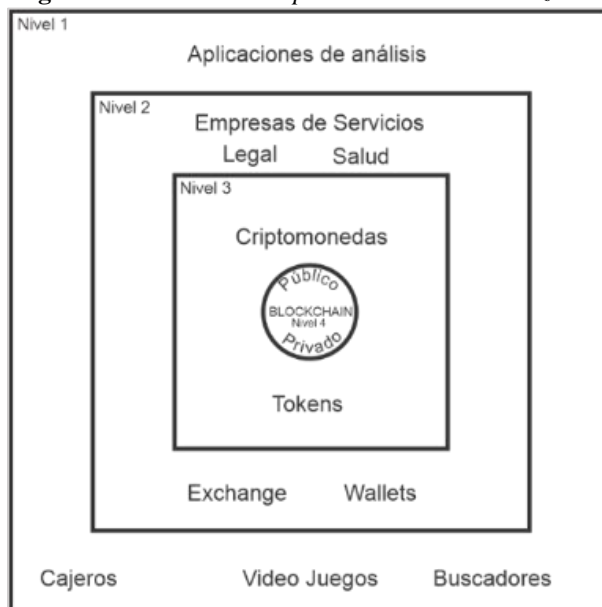 Nivel 1
Aplicaciones de análisis
Nivel 2
Empresas de Servicios
Legal Salud
Nivel 3
Criptomonedas
Público
BLOCKCHAIN
Nivel 4
Privado
Tokens
Exchange Wallets
Cajeros Video Juegos Buscadores